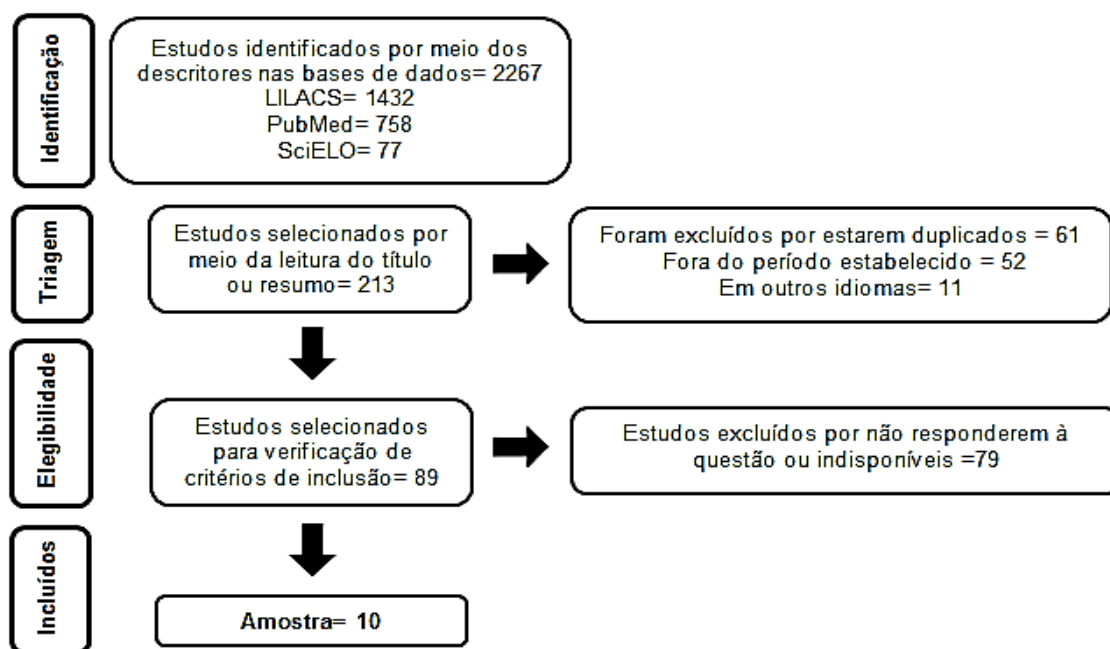 Identificação
Estudos identificados por meio dos
descritores nas bases de dados= 2267
LILACS= 1432
PubMed= 758
SciELO= 77
Triagem
Estudos selecionados por
meio da leitura do título
ou resumo= 213
Foram excluídos por estarem duplicados = 61
Fora do período estabelecido = 52
Em outros idiomas= 11
Elegibilidade
Estudos selecionados
para verificação de
critérios de inclusão= 89
Estudos excluídos por não responderem à
questão ou indisponíveis =79
Incluídos
Amostra= 10